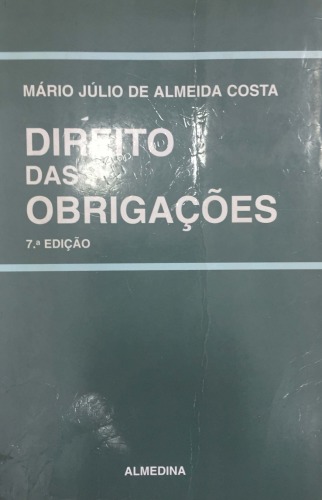 MÁRIO JÚLIO DE ALMEIDA COSTA
DIREITO
DAS
OBRIGAÇÕES
7.ª EDIÇÃO
ALMEDINA